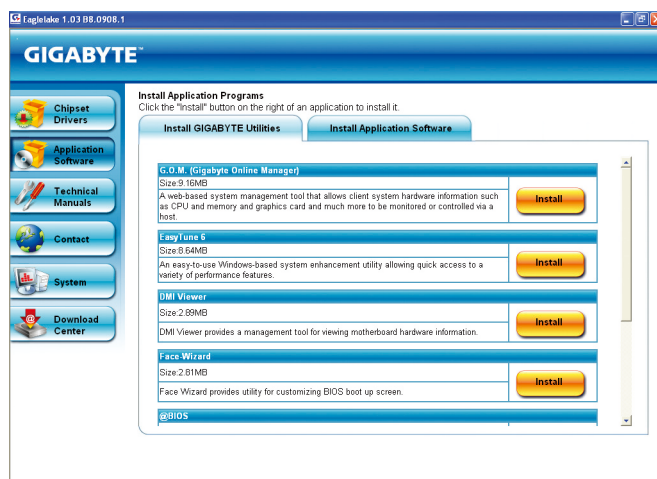 Eaglelake 1.03 B8.0908.1
GIGABYTE™
Chipset
Drivers
Application
Software
Technical
Manuals
Contact
System
Download
Center
Install Application Programs
Click the "Install" button on the right of an application to install it.
Install GIGABYTE Utilities
Install Application Software
G.O.M. (Gigabyte Online Manager)
Size:9.16MB
A web-based system management tool that allows client system hardware information such
as CPU and memory and graphics card and much more to be monitored or controlled via a
host.
Install
EasyTune 6
Size:8.64MB
An easy-to-use Windows-based system enhancement utility allowing quick access to a
variety of performance features.
Install
DMI Viewer
Size:2.89MB
DMI Viewer provides a management tool for viewing motherboard hardware information.
Install
Face-Wizard
Size:2.81MB
Face Wizard provides utility for customizing BIOS boot up screen.
Install
@BIOS